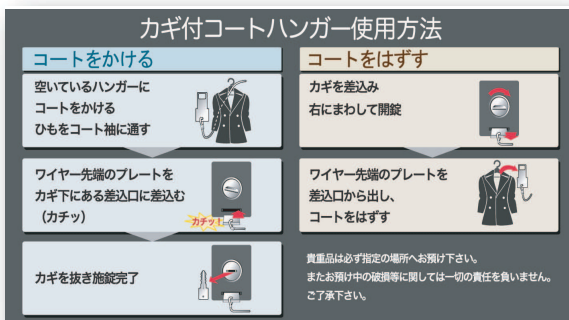 カギ付コートハンガー使用方法
コートをかける
空いているハンガーに
コートをかける
ひもをコート袖に通す
ワイヤー先端のプレートを
カギ下にある差込口に差込む
（カチッ）
カチッ！
カギを抜き施錠完了
コートをはずす
カギを差込み
右にまわして開錠
ワイヤー先端のプレートを
差込口から出し、
コートをはずす
貴重品は必ず指定の場所へお預け下さい。
またお預け中の破損等に関しては一切の責任を負いません。
ご了承下さい。